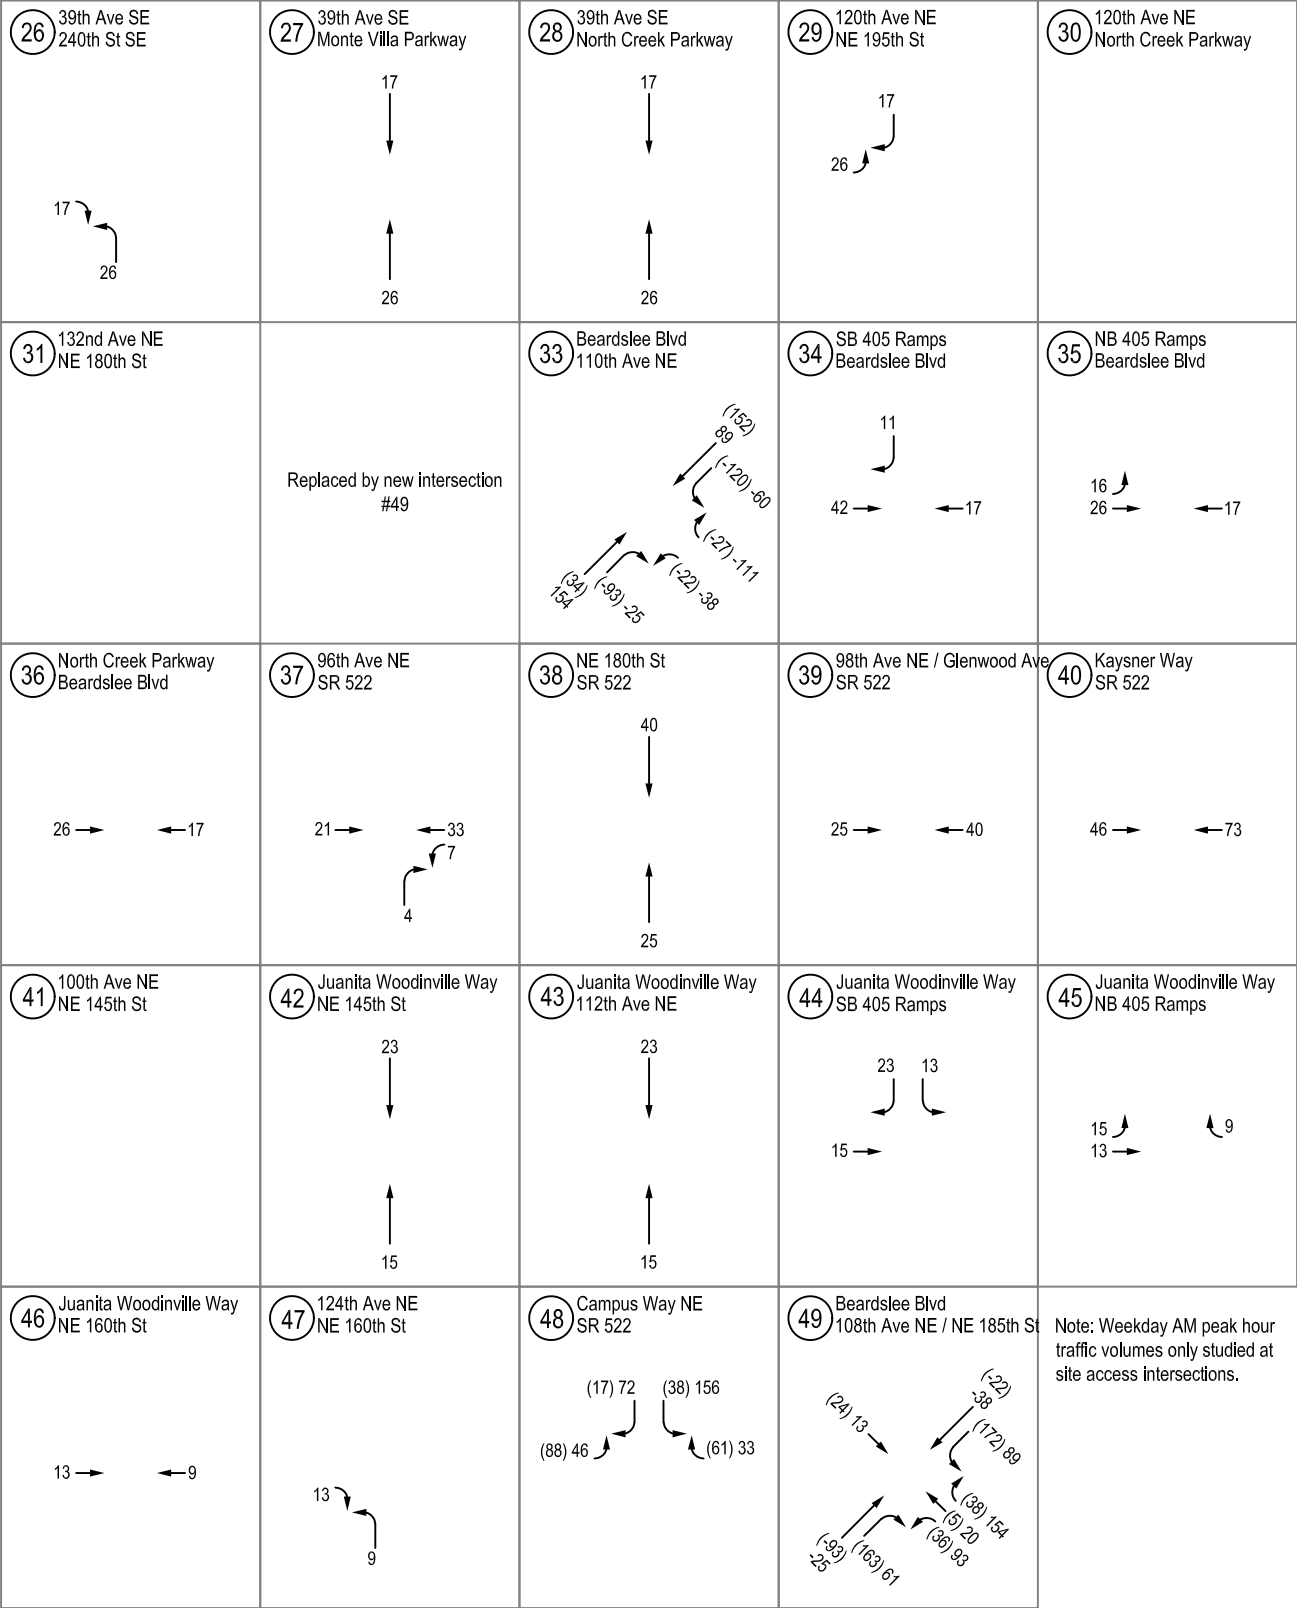 26
39th Ave SE
240th St SE
17
26
27
39th Ave SE
Monte Villa Parkway
17
26
28
39th Ave SE
North Creek Parkway
17
26
29
120th Ave NE
NE 195th St
17
26
30
120th Ave NE
North Creek Parkway
31
132nd Ave NE
NE 180th St
Replaced by new intersection
#49
33
Beardslee Blvd
110th Ave NE
(152)
89
(-120) -60
(-27) -111
(-22) -38
(34)
154
(-93) -25
34
SB 405 Ramps
Beardslee Blvd
11
42
17
35
NB 405 Ramps
Beardslee Blvd
16
26
17
36
North Creek Parkway
Beardslee Blvd
26
17
37
96th Ave NE
SR 522
21
33
7
4
38
NE 180th St
SR 522
40
25
39
98th Ave NE / Glenwood Ave
SR 522
25
40
40
Kaysner Way
SR 522
46
73
41
100th Ave NE
NE 145th St
42
Juanita Woodinville Way
NE 145th St
23
15
43
Juanita Woodinville Way
112th Ave NE
23
15
44
Juanita Woodinville Way
SB 405 Ramps
23
13
15
45
Juanita Woodinville Way
NB 405 Ramps
15
13
9
46
Juanita Woodinville Way
NE 160th St
13
9
47
124th Ave NE
NE 160th St
13
9
48
Campus Way NE
SR 522
(17) 72
(38) 156
(88) 46
(61) 33
49
Beardslee Blvd
108th Ave NE / NE 185th St
(24) 13
(-22)
-38
(172) 89
(38) 154
(5) 20
(36) 93
(-93)
-25
(163) 61
Note: Weekday AM peak hour
traffic volumes only studied at
site access intersections.